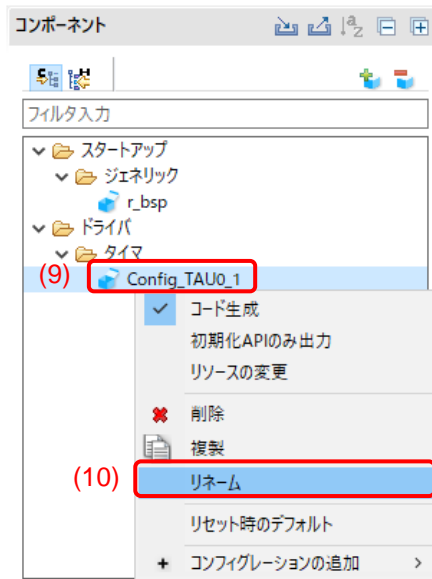 コンポーネント
フィルタ入力
スタートアップ
ジェネリック
r_bsp
ドライバ
タイマ
(9) Config_TAU0_1
コード生成
初期化APIのみ出力
リソースの変更
削除
複製
(10) リネーム
リセット時のデフォルト
コンフィグレーションの追加